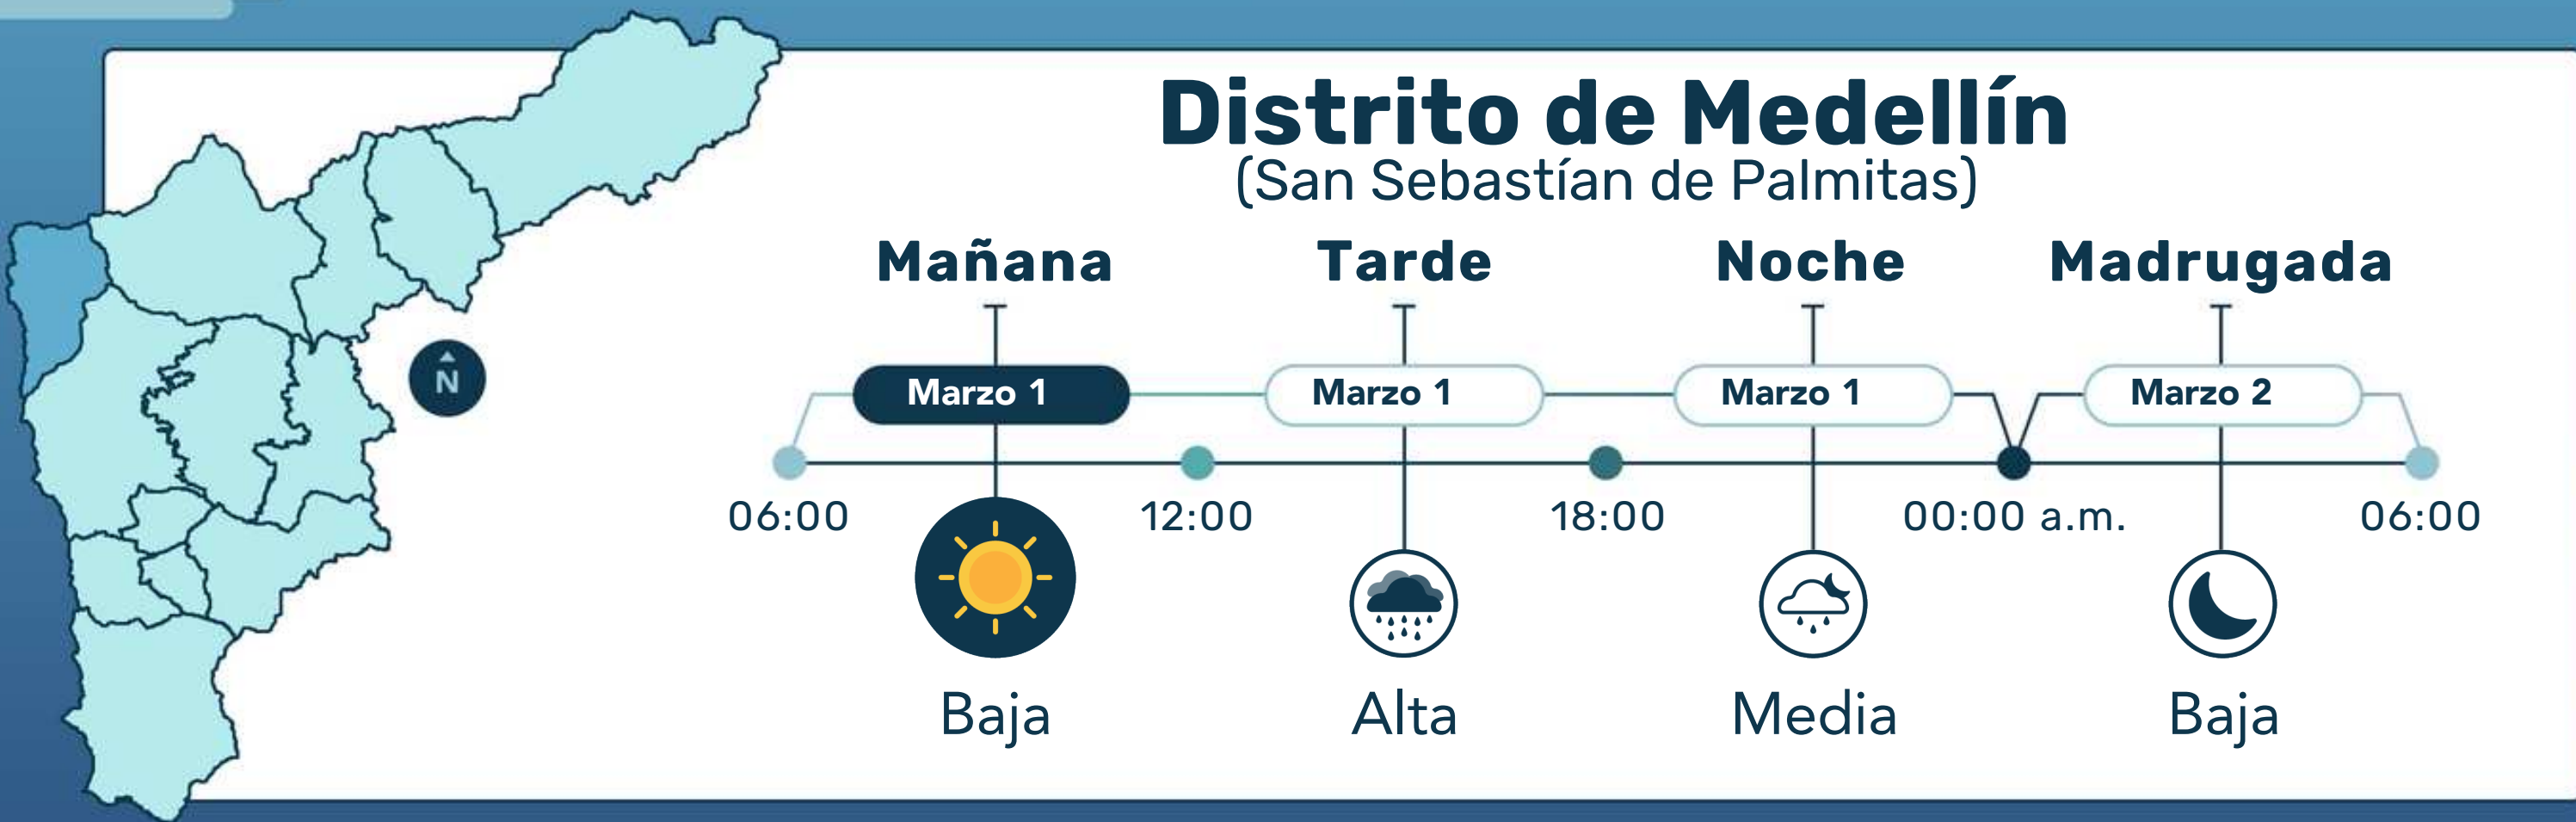 Distrito de Medellín
(San Sebastían de Palmitas)
Mañana Tarde Noche Madrugada
Marzo 1 Marzo 1 Marzo 1 Marzo 2
N
06:00 12:00 18:00 00:00 a.m. 06:00
Baja Alta Media Baja